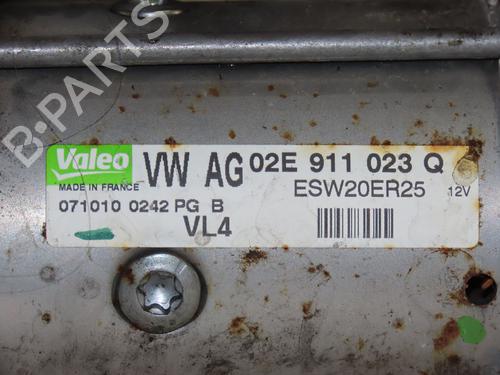 B-PARTS
Valeo VW AG 02E 911 023 Q
MADE IN FRANCE ESW20ER25 12V
071010 0242 PG B
VL4